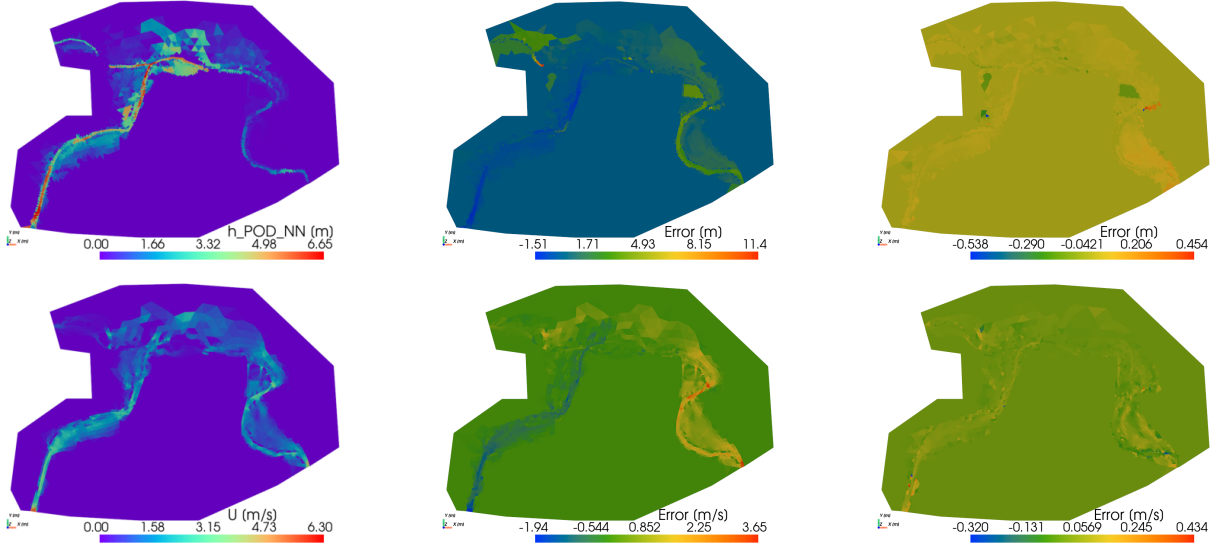 h_POD_NN (m)
0.00 1.66 3.32 4.98 6.65
Error (m)
-1.51 1.71 4.93 8.15 11.4
Error (m)
-0.538 -0.290 -0.0421 0.206 0.454
U (m/s)
0.00 1.58 3.15 4.73 6.30
Error (m/s)
-1.94 -0.544 0.852 2.25 3.65
Error (m/s)
-0.320 -0.131 0.0569 0.245 0.434